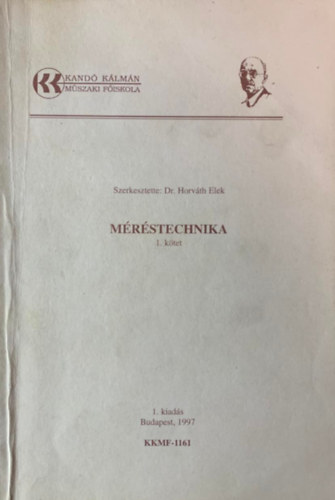 KANDÓ KÁLMÁN
MŰSZAKI FŐISKOLA
Szerkesztette: Dr. Horváth Elek
MÉRÉSTECHNIKA
1. kötet
1. kiadás
Budapest, 1997
KKMF-1161